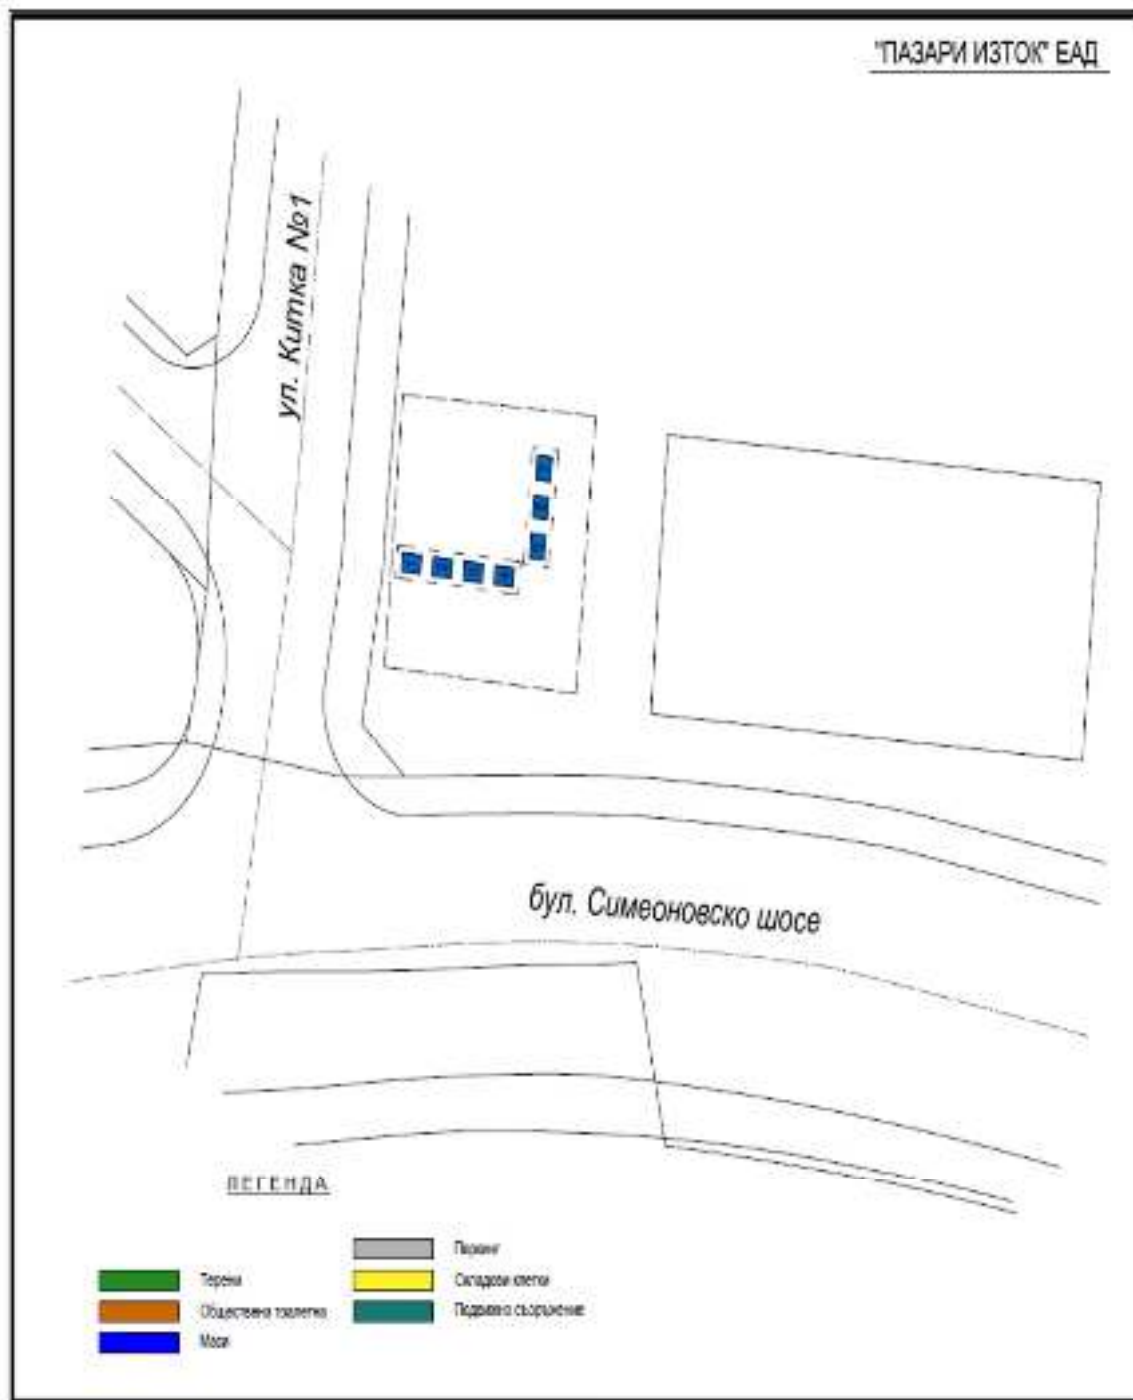 "ПАЗАРИ ИЗТОК" ЕАД
ул. Китка №1
бул. Симеоновско шосе
ЛЕГЕНДА
Терени
Обществена тоалетна
Маси
Паркинг
Складови клетки
Подвижно съоръжение